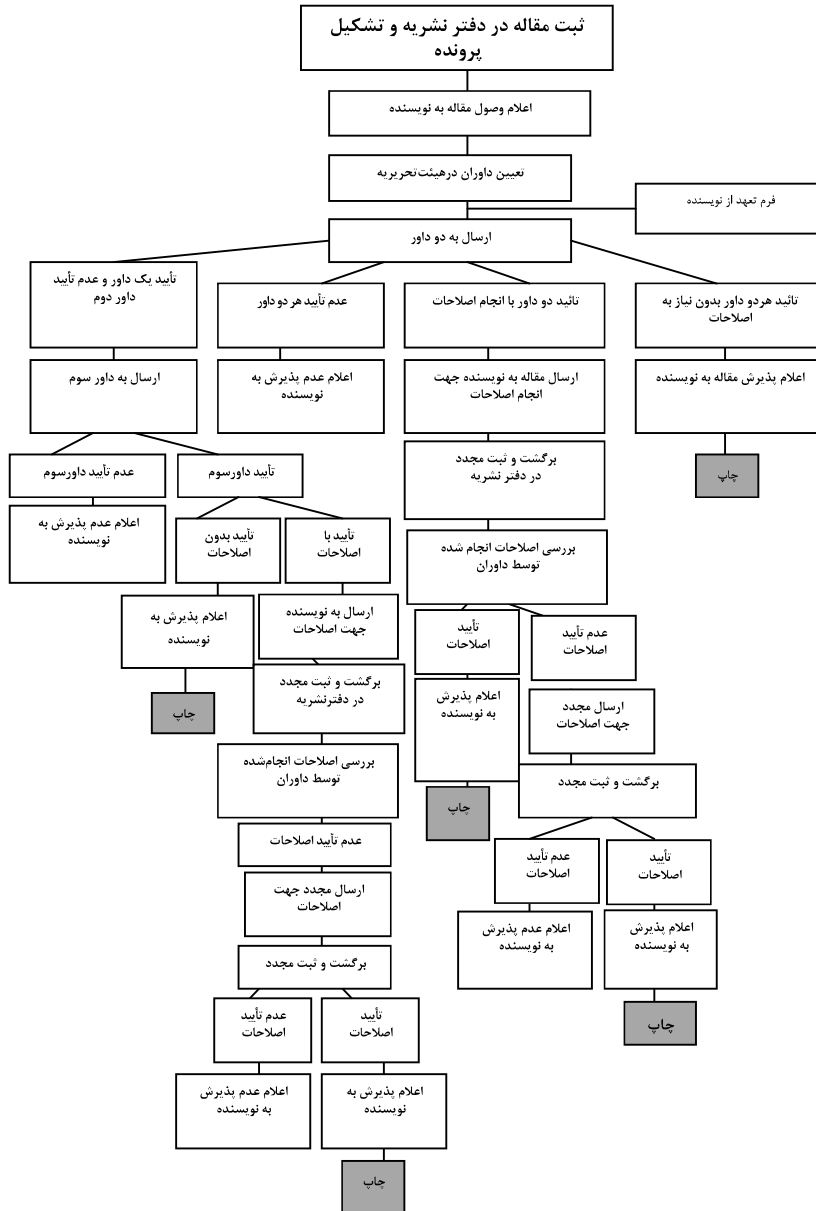 ثبت مقاله در دفتر نشریه و تشکیل
پرونده
اعلام وصول مقاله به نویسنده
تعیین داوران درهیئت‌تحریریه
فرم تعهد از نویسنده
ارسال به دو داور
تائید هردو داور بدون نیاز به
اصلاحات
تائید دو داور با انجام اصلاحات
عدم تأیید هر دو داور
تأیید یک داور و عدم تأیید
داور دوم
اعلام پذیرش مقاله به نویسنده
ارسال مقاله به نویسنده جهت
انجام اصلاحات
اعلام عدم پذیرش به
نویسنده
ارسال به داور سوم
چاپ
برگشت و ثبت مجدد
در دفتر نشریه
تأیید داورسوم
عدم تأیید داورسوم
بررسی اصلاحات انجام شده
توسط داوران
تأیید با
اصلاحات
تأیید بدون
اصلاحات
اعلام عدم پذیرش به
نویسنده
عدم تأیید
اصلاحات
تأیید
اصلاحات
ارسال به نویسنده
جهت اصلاحات
اعلام پذیرش به
نویسنده
ارسال مجدد
جهت اصلاحات
اعلام پذیرش
به نویسنده
برگشت و ثبت مجدد
در دفترنشریه
چاپ
برگشت و ثبت مجدد
چاپ
بررسی اصلاحات انجام‌شده
توسط داوران
تأیید
اصلاحات
عدم تأیید
اصلاحات
عدم تأیید اصلاحات
ارسال مجدد جهت
اصلاحات
اعلام پذیرش
به نویسنده
اعلام عدم پذیرش
به نویسنده
برگشت و ثبت مجدد
چاپ
تأیید
اصلاحات
عدم تأیید
اصلاحات
اعلام پذیرش به
نویسنده
اعلام عدم پذیرش
به نویسنده
چاپ